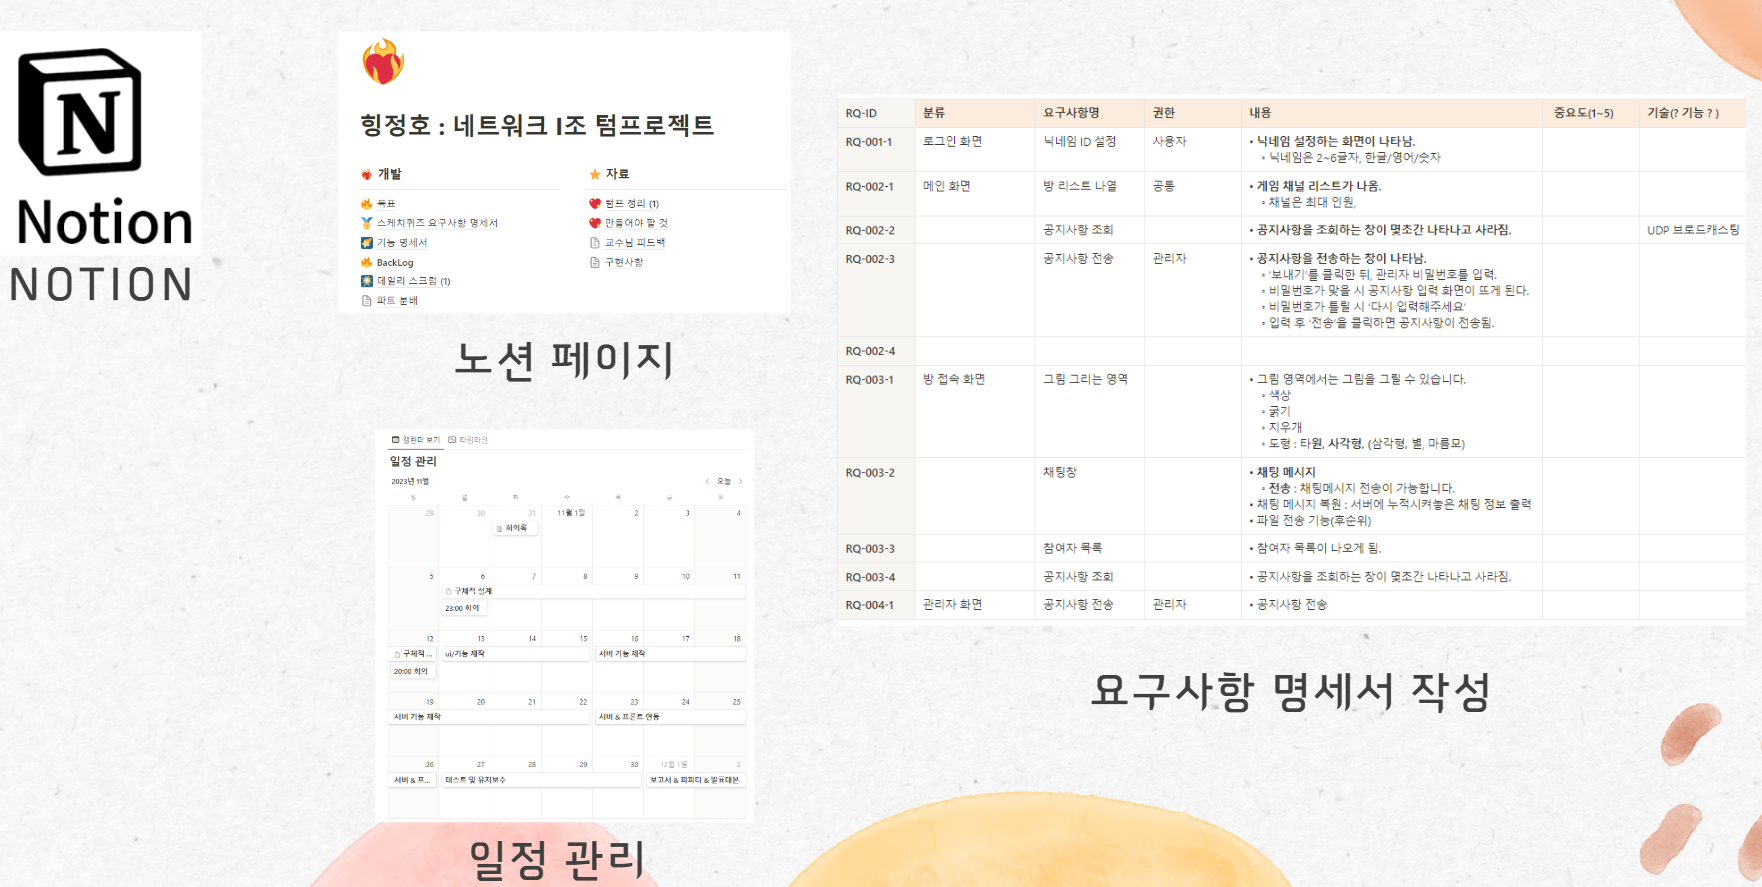 Notion
NOTION
힝정호 : 네트워크 1조 텀프로젝트
개발
목표
스케치퀴즈 요구사항 명세서
기능 명세서
BackLog
데일리 스크럼 (1)
파트 분배
자료
텀프 정리 (1)
만들어야 할 것
교수님 피드백
구현사항
노션 페이지
캘린더 보기 타임라인
일정 관리
2023년 11월
오늘
일 월 화 수 목 금 토
29 30 31 11월 1일 2 3 4
회의록
5 6 7 8 9 10 11
구체적 설계
23:00 회의
12 13 14 15 16 17 18
구체적 ... ui/기능 제작 서버 기능 제작
20:00 회의
19 20 21 22 23 24 25
서버 기능 제작 서버 & 프론트 연동
26 27 28 29 30 12월 1일 2
서버 & 프... 테스트 및 유지보수 보고서 & 피피티 & 발표대본
일정 관리
RQ-ID 분류 요구사항명 권한 내용 중요도(1~5) 기술(? 기능 ? )
RQ-001-1 로그인 화면 닉네임 ID 설정 사용자 • 닉네임 설정하는 화면이 나타남.
◦ 닉네임은 2~6글자, 한글/영어/숫자
RQ-002-1 메인 화면 방 리스트 나열 공통 • 게임 채널 리스트가 나옴.
◦ 채널은 최대 인원,
RQ-002-2 공지사항 조회 • 공지사항을 조회하는 창이 몇초간 나타나고 사라짐. UDP 브로드캐스팅
RQ-002-3 공지사항 전송 관리자 • 공지사항을 전송하는 창이 나타남.
◦ '보내기'를 클릭한 뒤, 관리자 비밀번호를 입력.
◦ 비밀번호가 맞을 시 공지사항 입력 화면이 뜨게 된다.
◦ 비밀번호가 틀릴 시 '다시 입력해주세요'
◦ 입력 후 '전송'을 클릭하면 공지사항이 전송됨.
RQ-002-4
RQ-003-1 방 접속 화면 그림 그리는 영역 • 그림 영역에서는 그림을 그릴 수 있습니다.
◦ 색상
◦ 굵기
◦ 지우개
◦ 도형 : 타원, 사각형, (삼각형, 별, 마름모)
RQ-003-2 채팅창 • 채팅 메시지
◦ 전송 : 채팅메시지 전송이 가능합니다.
• 채팅 메시지 복원 : 서버에 누적시켜놓은 채팅 정보 출력
• 파일 전송 기능(후순위)
RQ-003-3 참여자 목록 • 참여자 목록이 나오게 됨.
RQ-003-4 공지사항 조회 • 공지사항을 조회하는 창이 몇초간 나타나고 사라짐.
RQ-004-1 관리자 화면 공지사항 전송 관리자 • 공지사항 전송
요구사항 명세서 작성